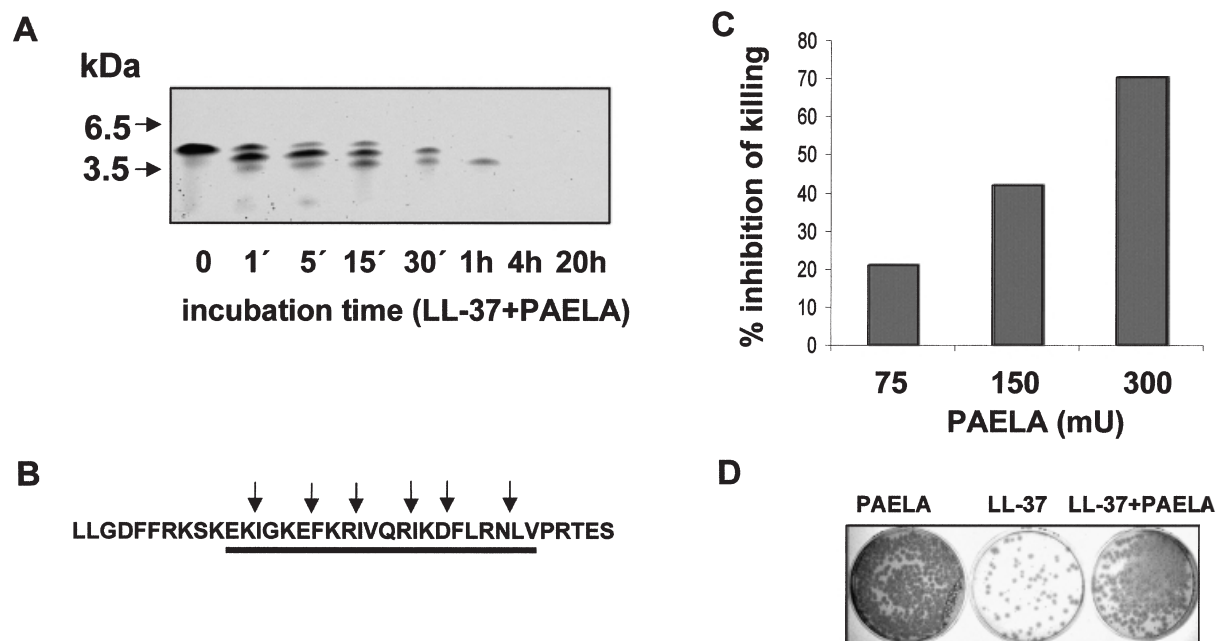 A
kDa
6.5
3.5
0 1´ 5´ 15´ 30´ 1h 4h 20h
incubation time (LL-37+PAELA)
B
LLGDFFRKSKEKIGKEFKRIVQRIKDFLRNLVPRTES
C
% inhibition of killing
80
70
60
50
40
30
20
10
0
75 150 300
PAELA (mU)
D
PAELA LL-37 LL-37+PAELA